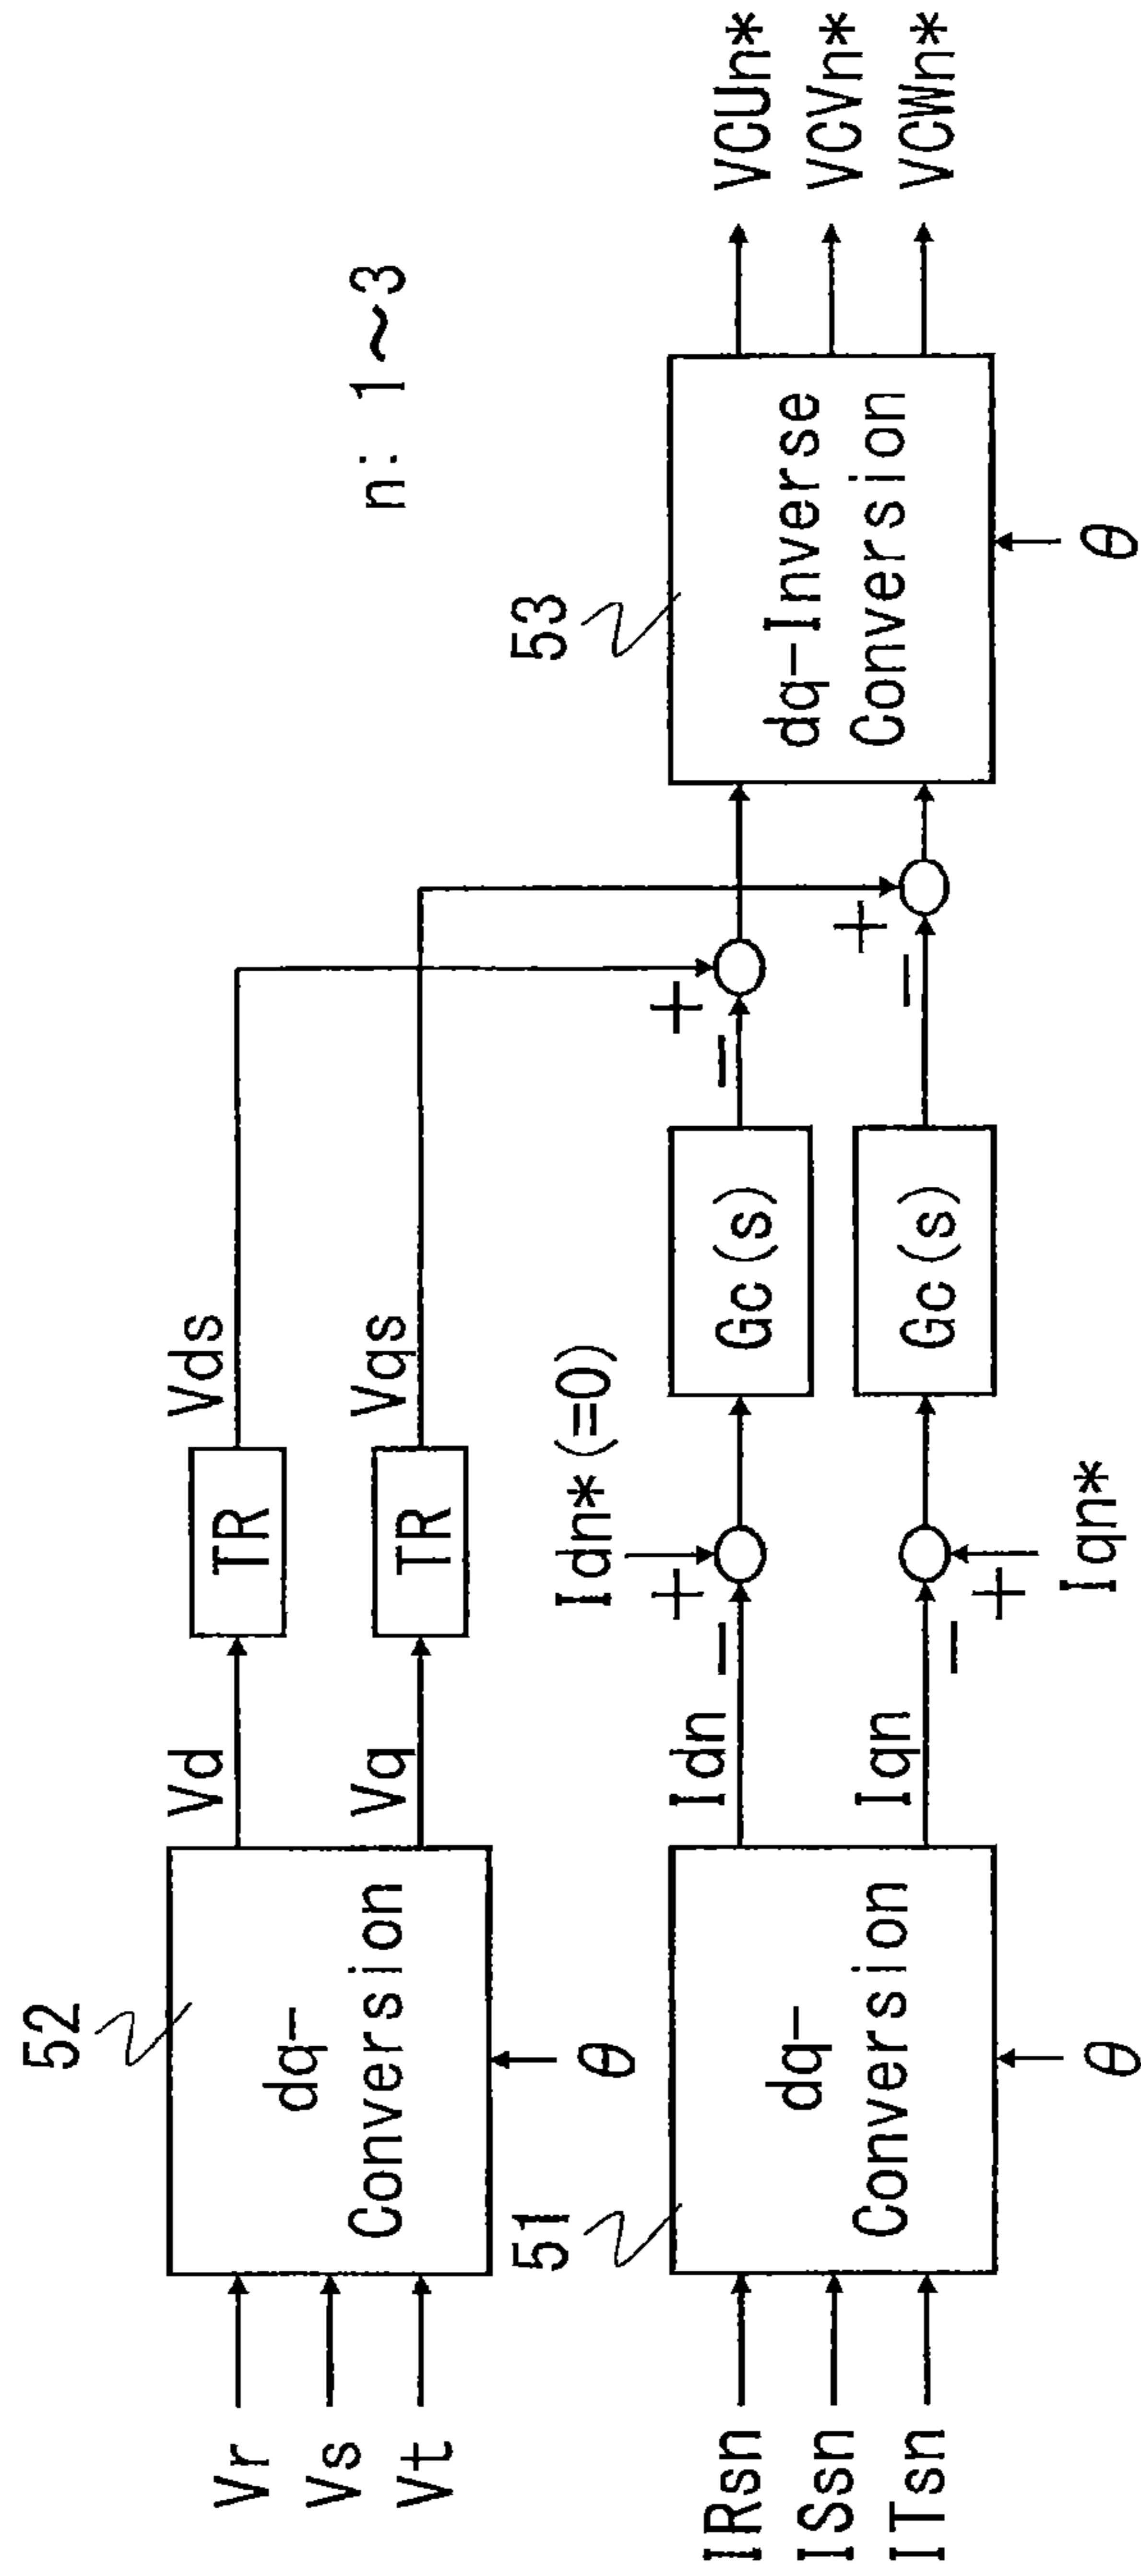 52
Vr
Vs
Vt
dq-
Conversion
θ
Vd
Vq
TR
TR
Vds
Vqs
n: 1~3
51
IRsn
ISsn
ITsn
dq-
Conversion
θ
Idn
Iqn
Idn*(=0)
+
−
−
+
Iqn*
Gc(s)
Gc(s)
+
−
+
−
53
dq-Inverse
Conversion
θ
VCUn*
VCVn*
VCWn*